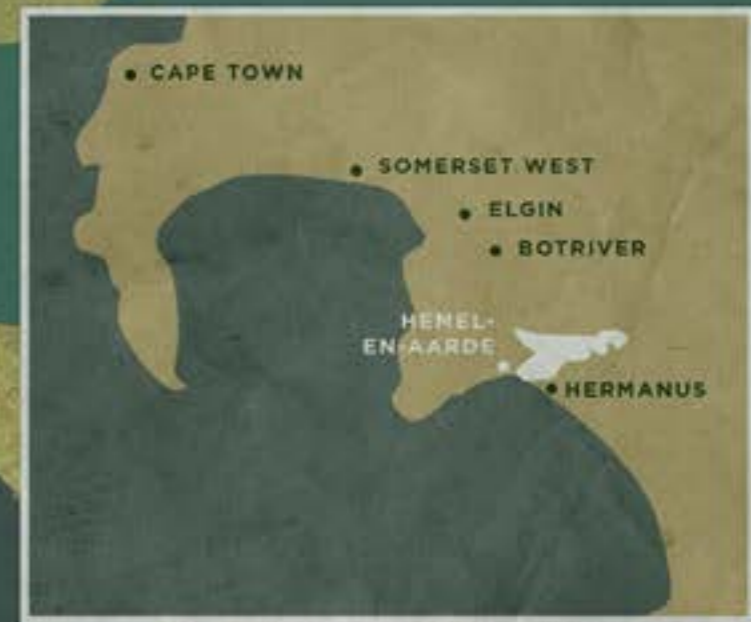 CAPE TOWN
SOMERSET WEST
ELGIN
BOTRIVER
HEMEL-
EN-AARDE
HERMANUS